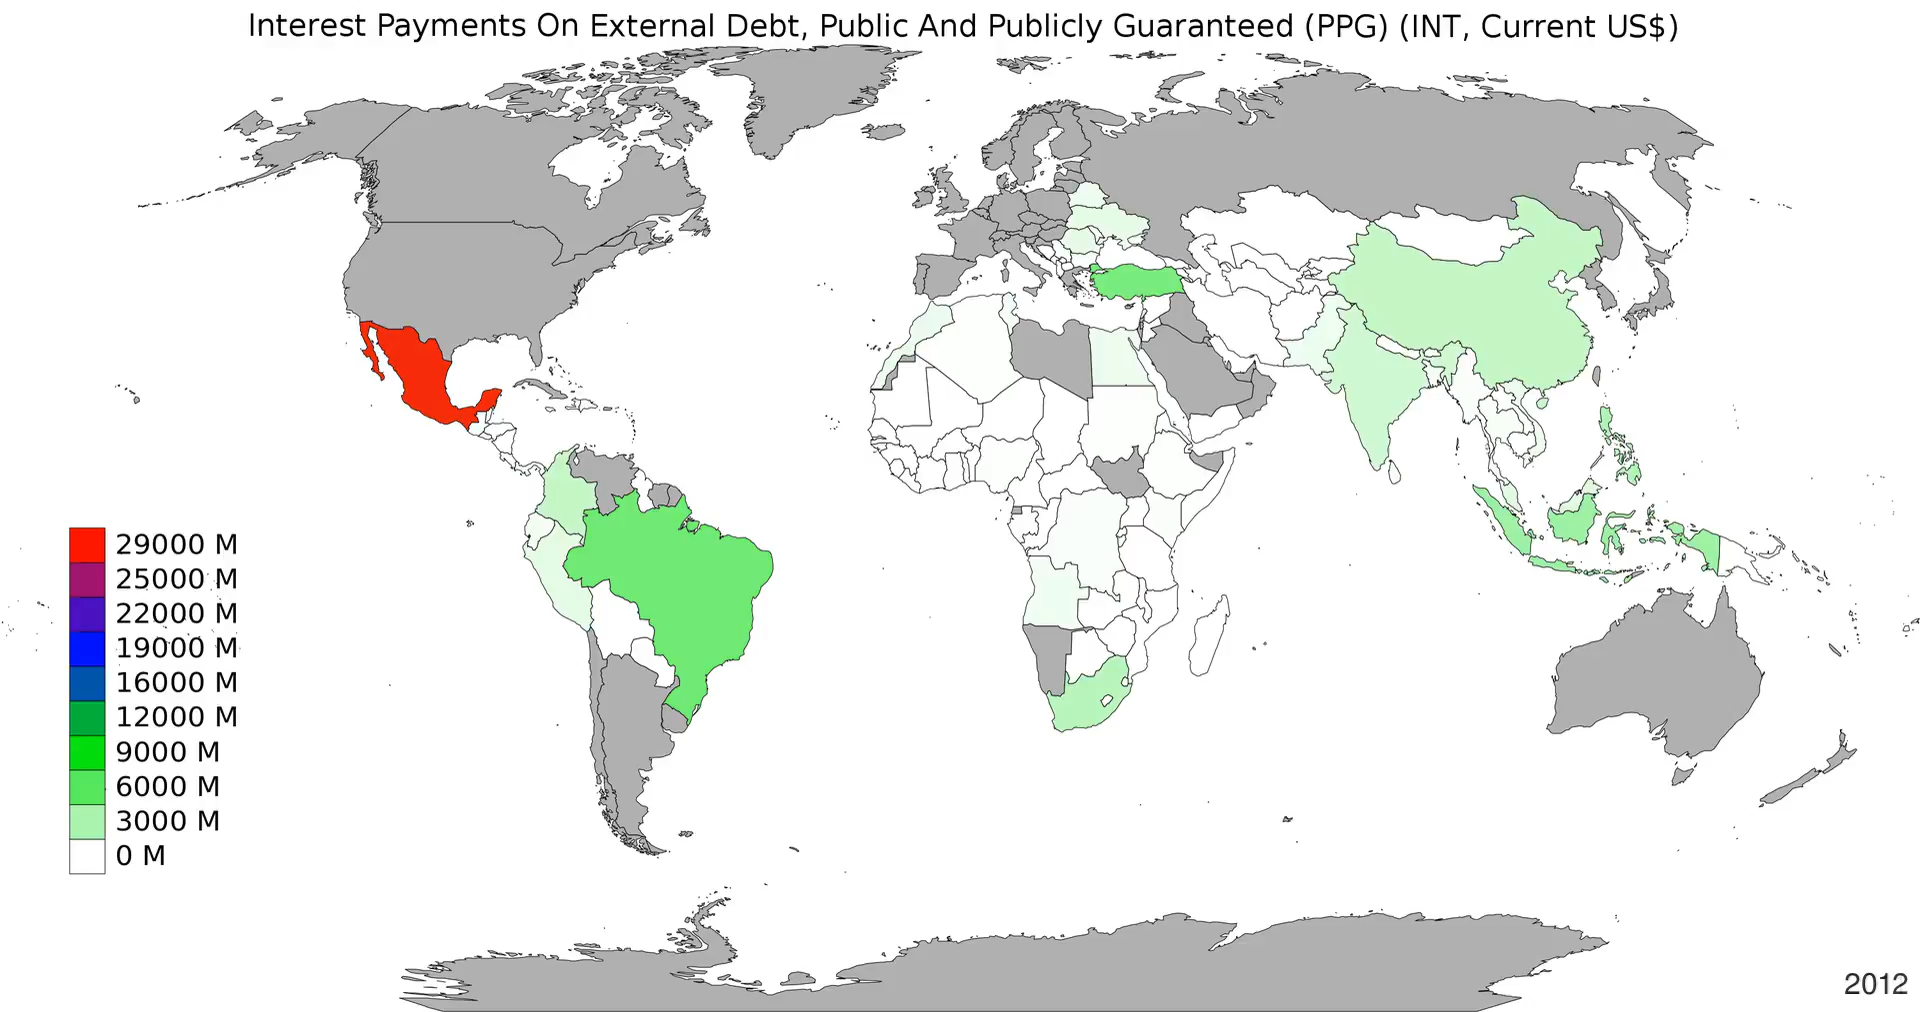 Interest Payments On External Debt, Public And Publicly Guaranteed (PPG) (INT, Current US$)
29000 M
25000 M
22000 M
19000 M
16000 M
12000 M
9000 M
6000 M
3000 M
0 M
2012